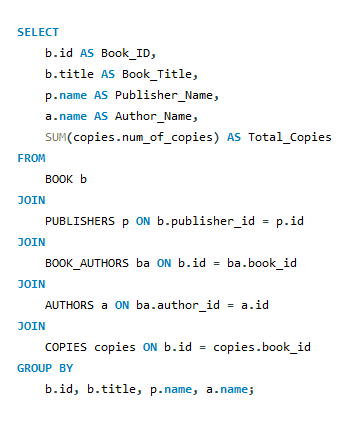 SELECT
b.id AS Book_ID,
b.title AS Book_Title,
p.name AS Publisher_Name,
a.name AS Author_Name,
SUM(copies.num_of_copies) AS Total_Copies
FROM
BOOK b
JOIN
PUBLISHERS p ON b.publisher_id = p.id
JOIN
BOOK_AUTHORS ba ON b.id = ba.book_id
JOIN
AUTHORS a ON ba.author_id = a.id
JOIN
COPIES copies ON b.id = copies.book_id
GROUP BY
b.id, b.title, p.name, a.name;